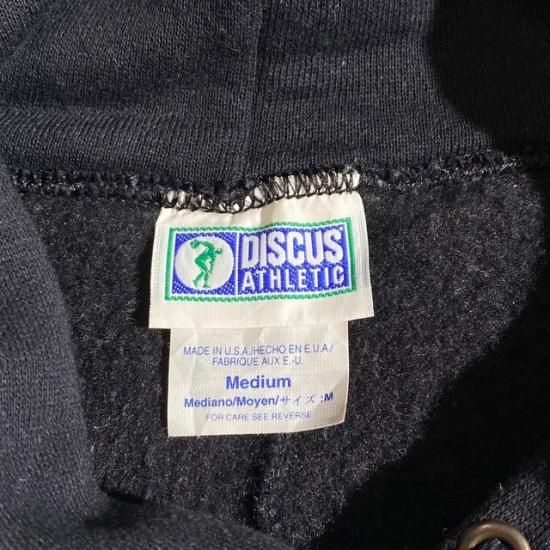 DISCUS
ATHLETIC
MADE IN U.S.A./HECHO EN E.U.A./
FABRIQUE AUX E.-U.
Medium
Mediano/Moyen/サイズ :M
FOR CARE SEE REVERSE